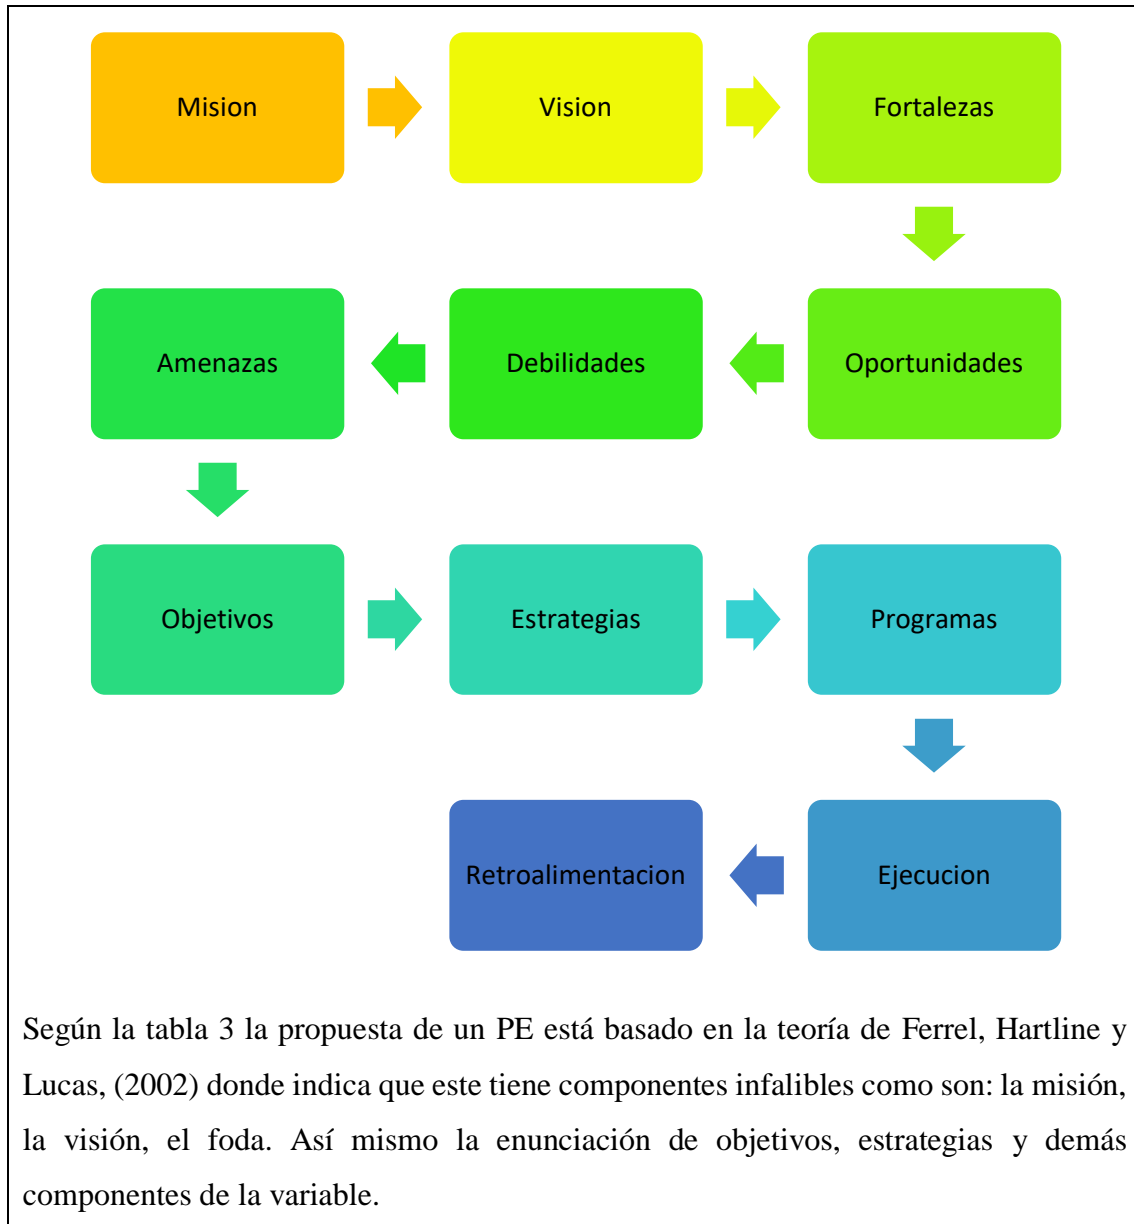 Mision
Vision
Fortalezas
Oportunidades
Debilidades
Amenazas
Objetivos
Estrategias
Programas
Ejecucion
Retroalimentacion
Según la tabla 3 la propuesta de un PE está basado en la teoría de Ferrel, Hartline y
Lucas, (2002) donde indica que este tiene componentes infalibles como son: la misión,
la visión, el foda. Así mismo la enunciación de objetivos, estrategias y demás
componentes de la variable.